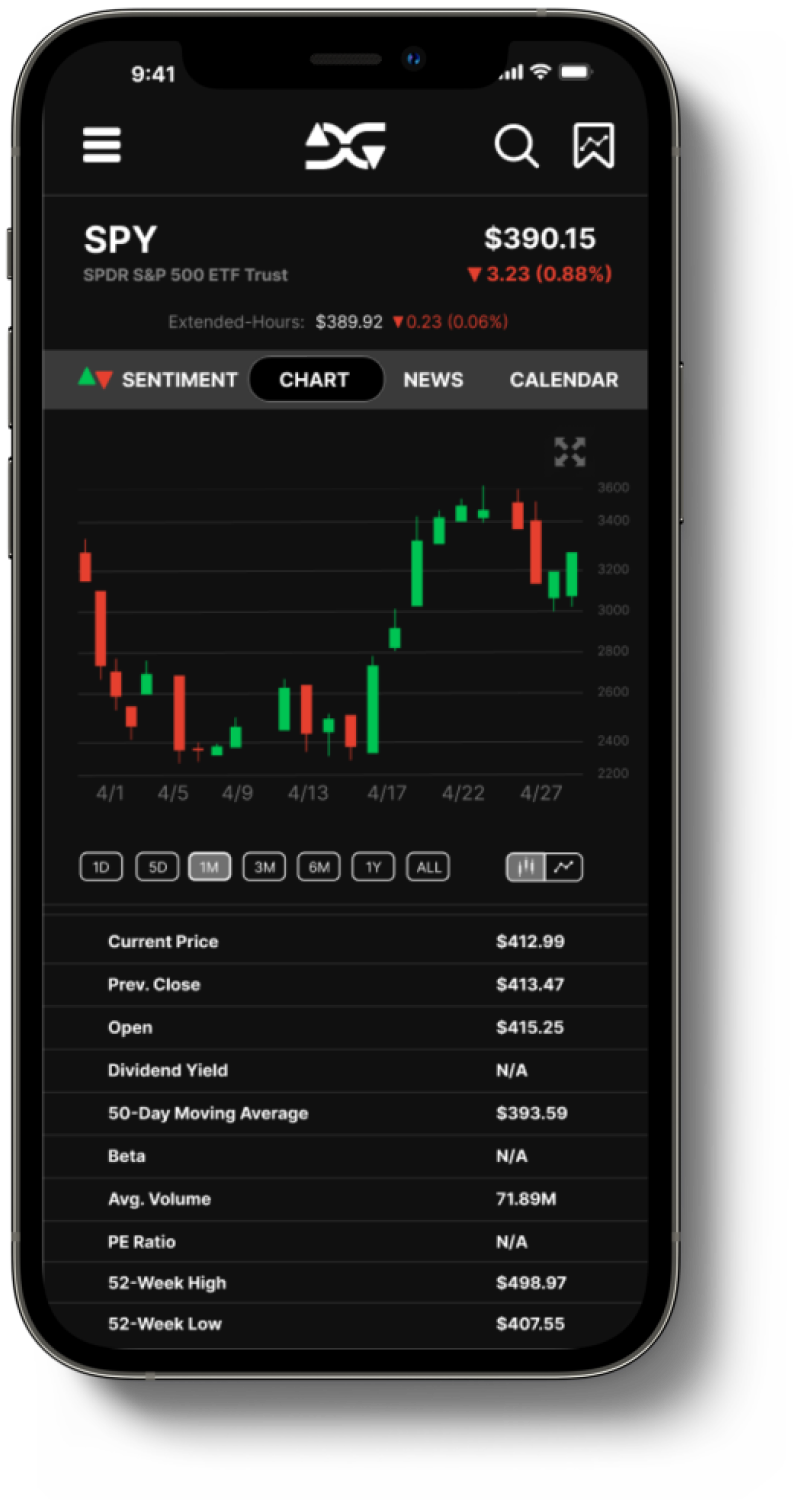 9:41
SPY $390.15
SPDR S&P 500 ETF Trust ▼3.23 (0.88%)
Extended-Hours: $389.92 ▼0.23 (0.06%)
SENTIMENT CHART NEWS CALENDAR
3600
3400
3200
3000
2800
2600
2400
2200
4/1 4/5 4/9 4/13 4/17 4/22 4/27
1D 5D 1M 3M 6M 1Y ALL
Current Price $412.99
Prev. Close $413.47
Open $415.25
Dividend Yield N/A
50-Day Moving Average $393.59
Beta N/A
Avg. Volume 71.89M
PE Ratio N/A
52-Week High $498.97
52-Week Low $407.55